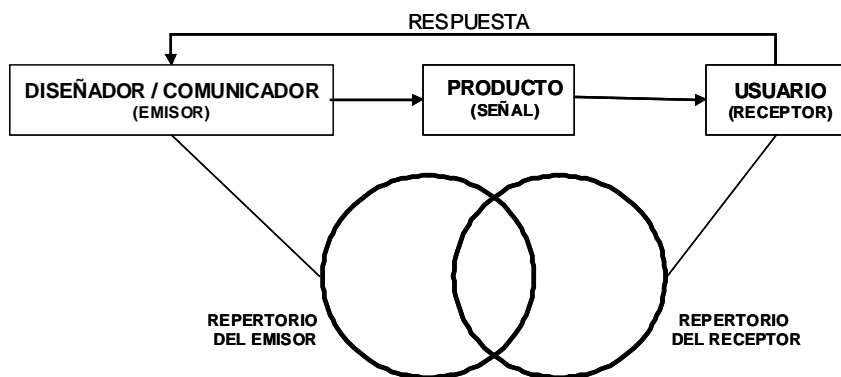 RESPUESTA
DISEÑADOR / COMUNICADOR
(EMISOR)
PRODUCTO
(SEÑAL)
USUARIO
(RECEPTOR)
REPERTORIO
DEL EMISOR
REPERTORIO
DEL RECEPTOR